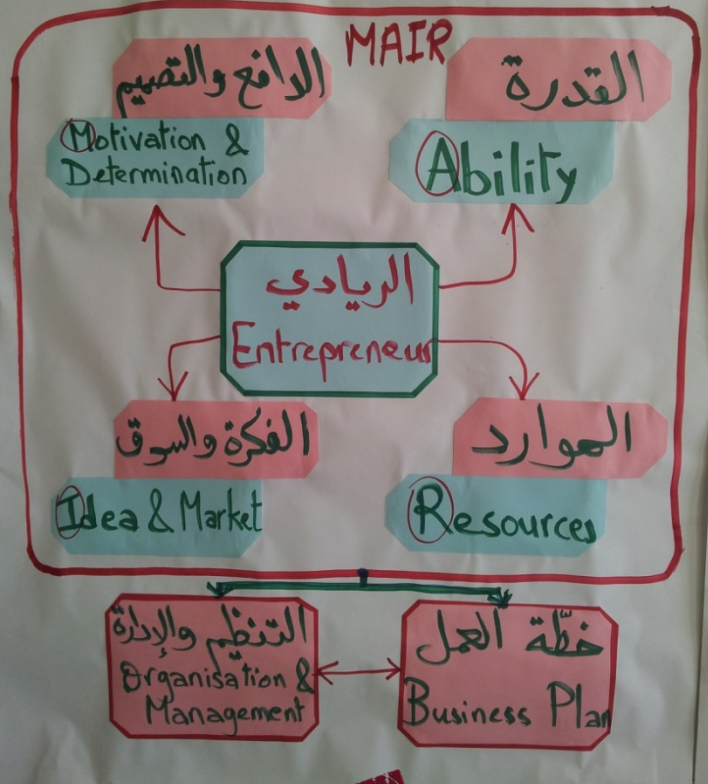 MAIR
الدافع والتصميم
Motivation &
Determination
القدرة
Ability
الريادي
Entrepreneur
الفكرة والسوق
Idea & Market
الموارد
Resources
التنظيم والإدارة
Organisation &
Management
خطّة العمل
Business Plan